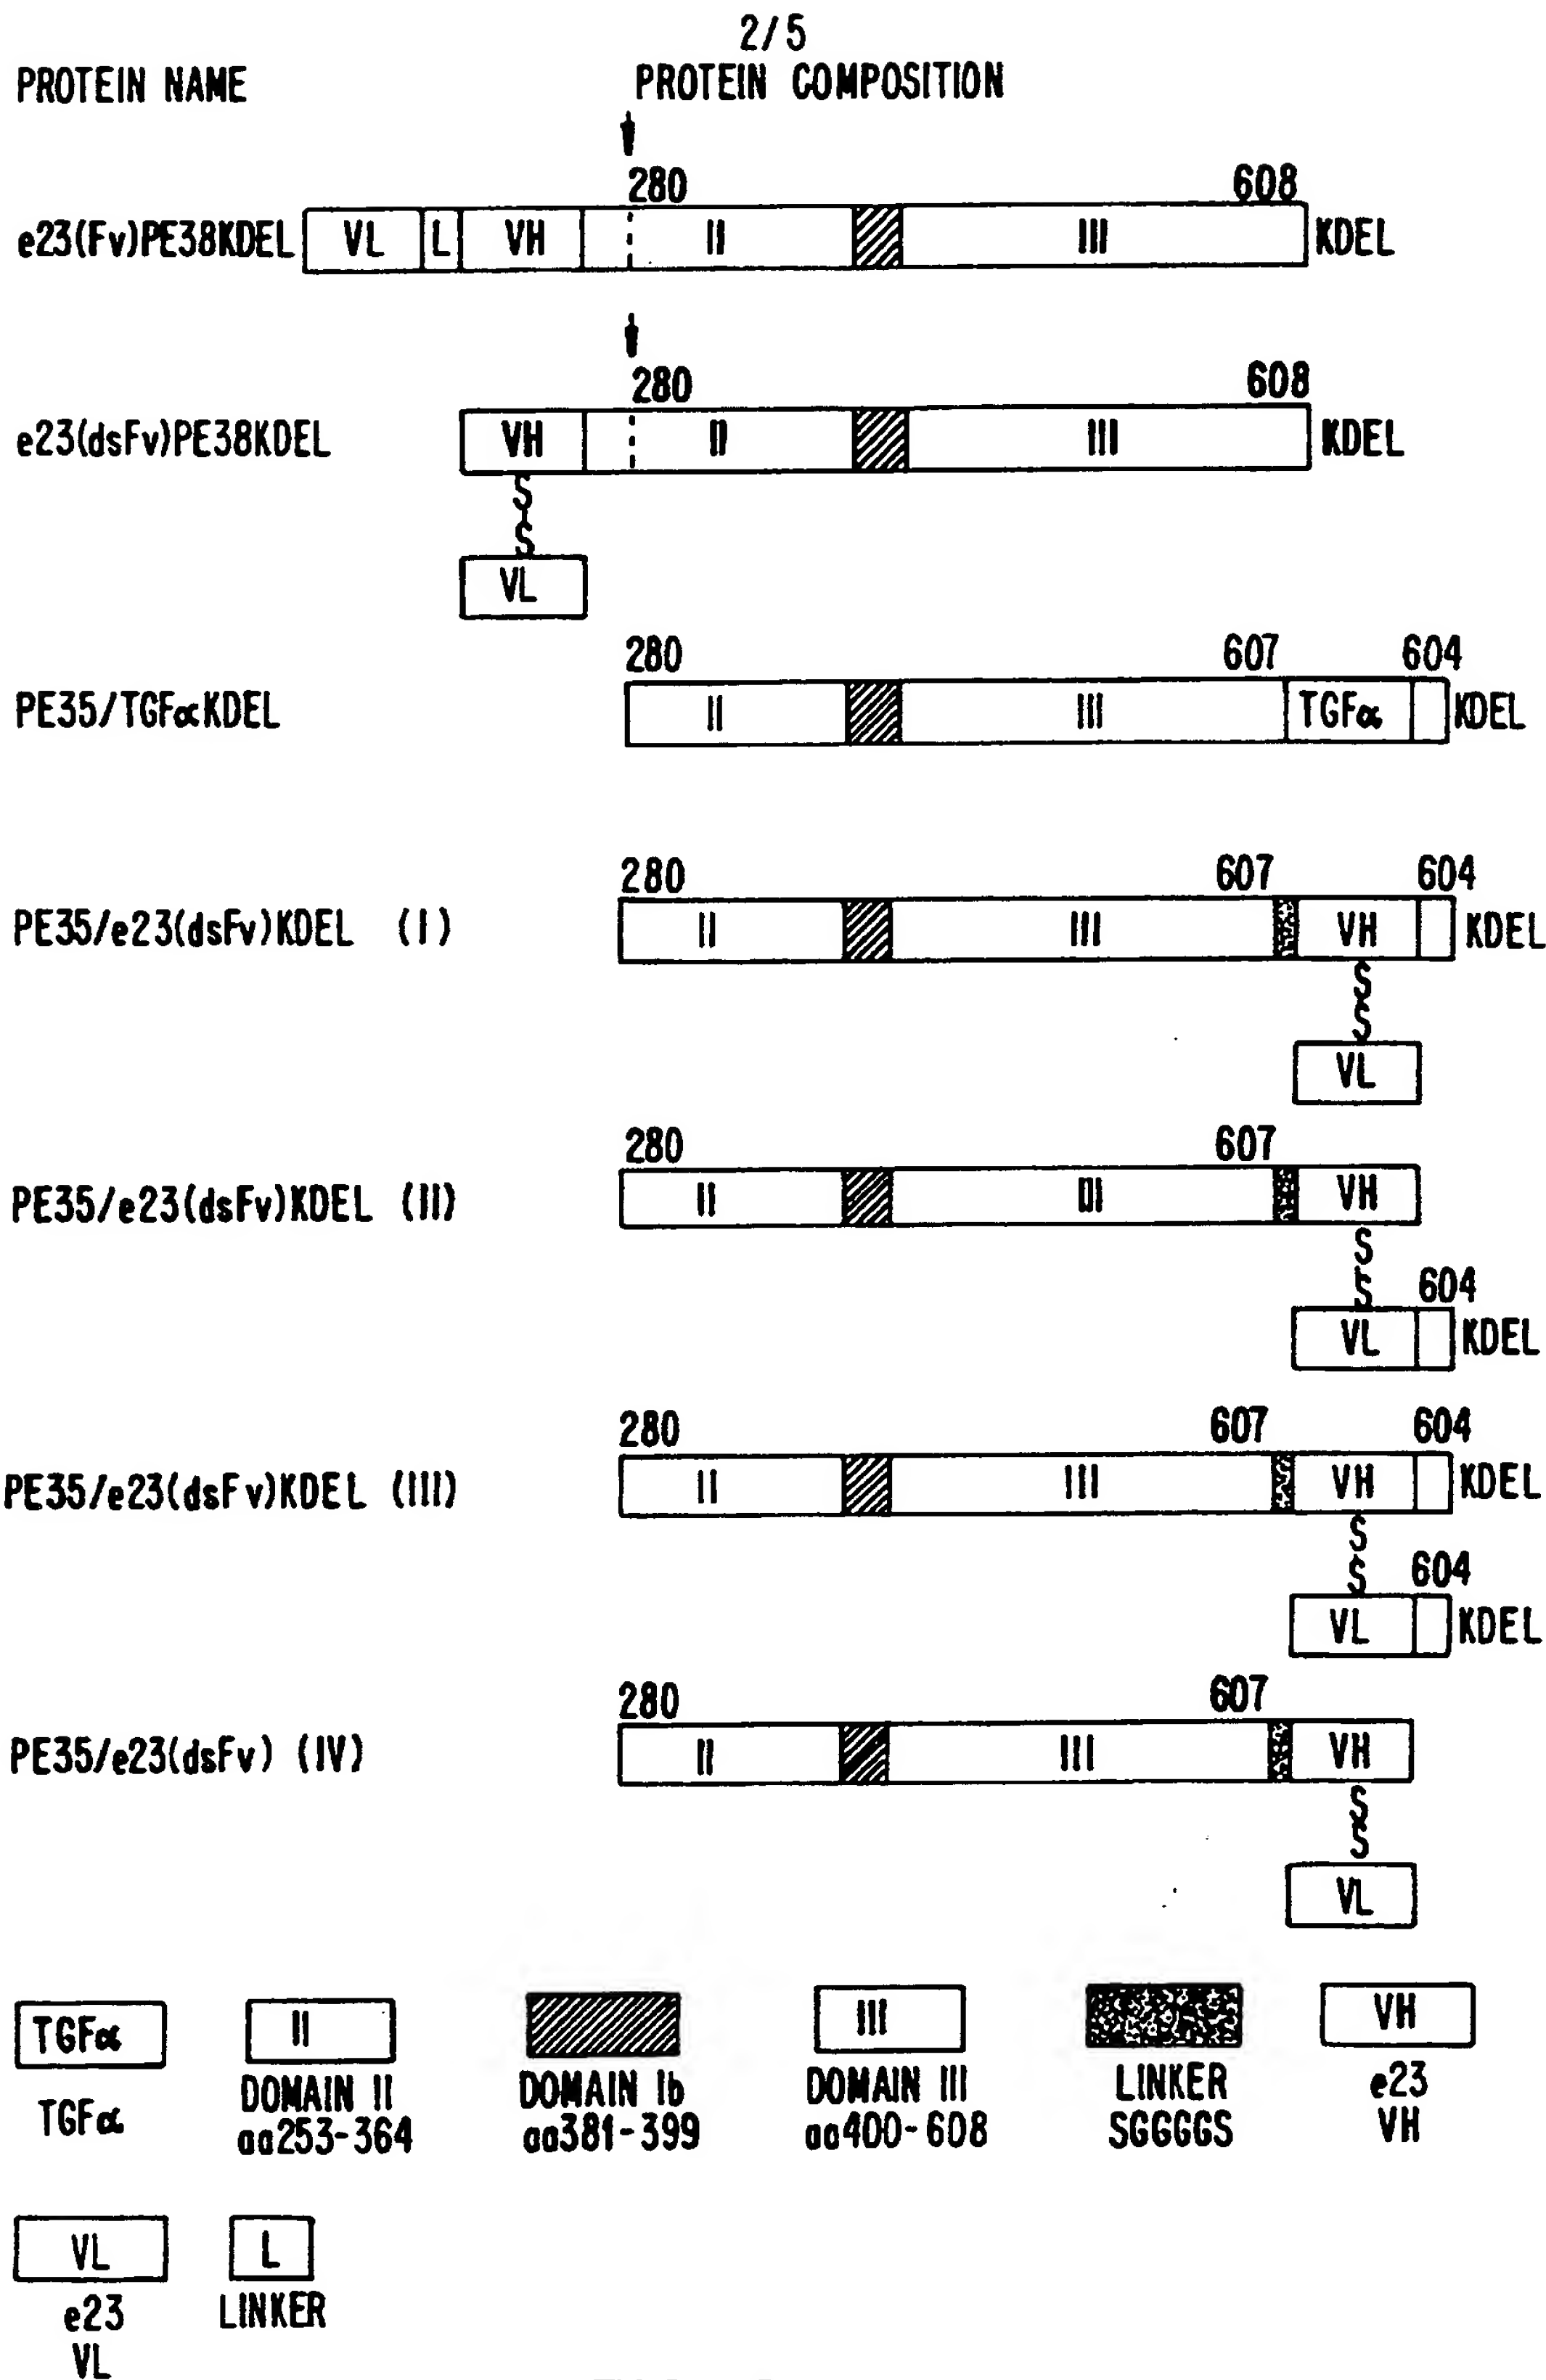 2/5
PROTEIN NAME PROTEIN COMPOSITION
280 608
e23(Fv)PE38KDEL VL L VH II III KDEL
280 608
e23(dsFv)PE38KDEL VH II III KDEL
S
S
VL
280 607 604
PE35/TGFαKDEL II III TGFα KDEL
280 607 604
PE35/e23(dsFv)KDEL (I) II III VH KDEL
S
S
VL
280 607
PE35/e23(dsFv)KDEL (II) II III VH
S
S 604
VL KDEL
280 607 604
PE35/e23(dsFv)KDEL (III) II III VH KDEL
S
S 604
VL KDEL
280 607
PE35/e23(dsFv) (IV) II III VH
S
S
VL
TGFα II III VH
TGFα DOMAIN II DOMAIN Ib DOMAIN III LINKER e23
aa253-364 aa381-399 aa400-608 SGGGGS VH
VL L
e23 LINKER
VL